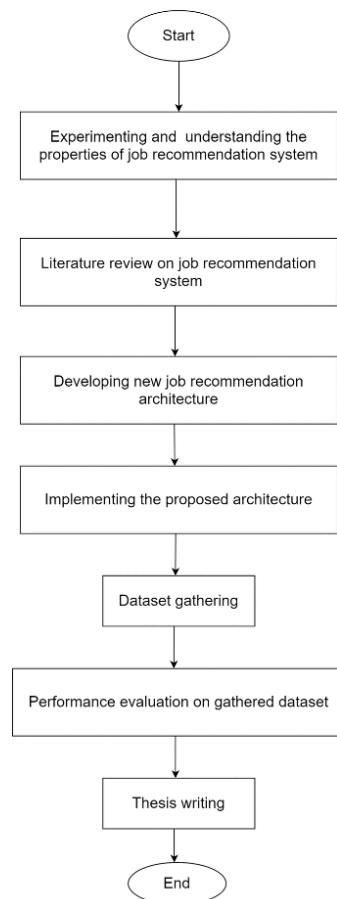 Start
Experimenting and understanding the
properties of job recommendation system
Literature review on job recommendation
system
Developing new job recommendation
architecture
Implementing the proposed architecture
Dataset gathering
Performance evaluation on gathered dataset
Thesis writing
End